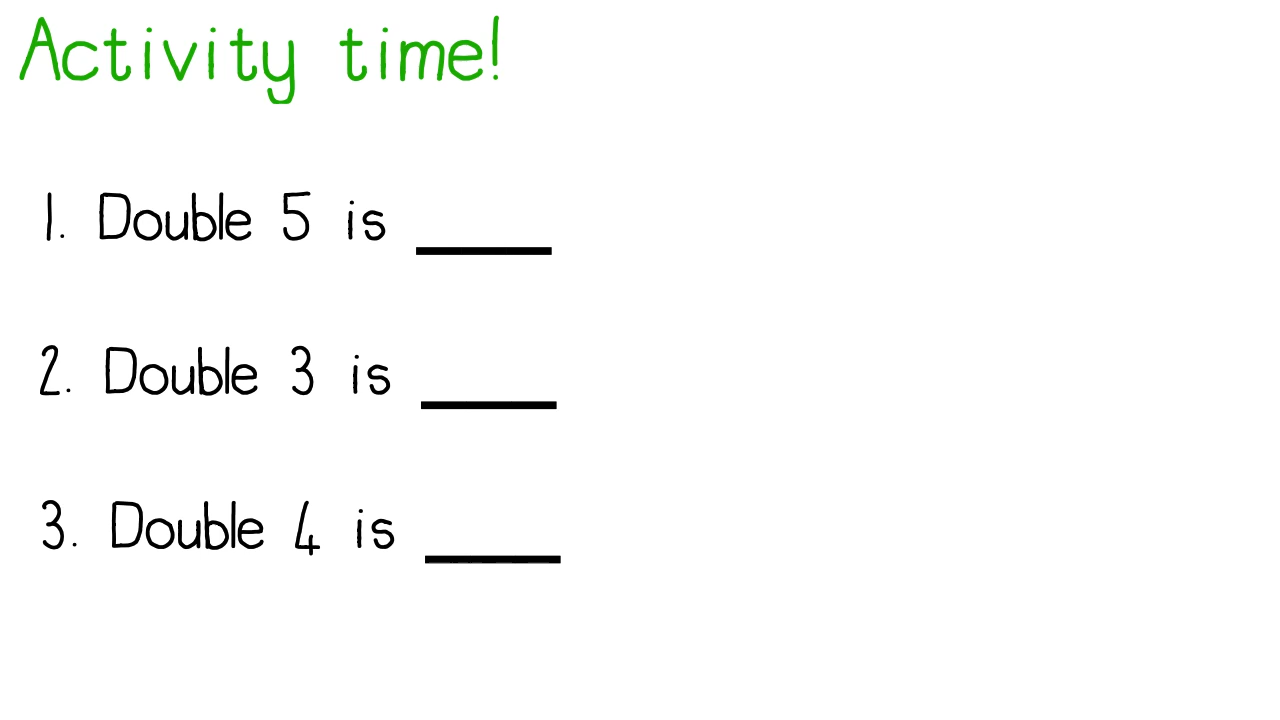 Activity time!
1. Double 5 is ____
2. Double 3 is ____
3. Double 4 is ____